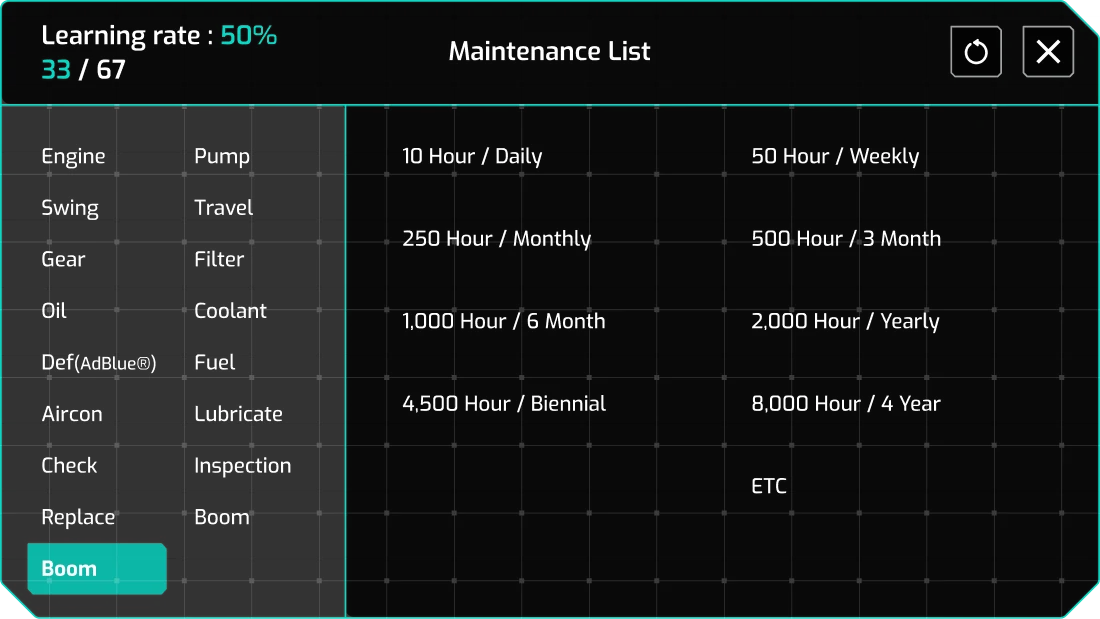 Learning rate : 50%
33 / 67
Maintenance List
Engine Pump
Swing Travel
Gear Filter
Oil Coolant
Def(AdBlue®) Fuel
Aircon Lubricate
Check Inspection
Replace Boom
Boom
10 Hour / Daily 50 Hour / Weekly
250 Hour / Monthly 500 Hour / 3 Month
1,000 Hour / 6 Month 2,000 Hour / Yearly
4,500 Hour / Biennial 8,000 Hour / 4 Year
ETC